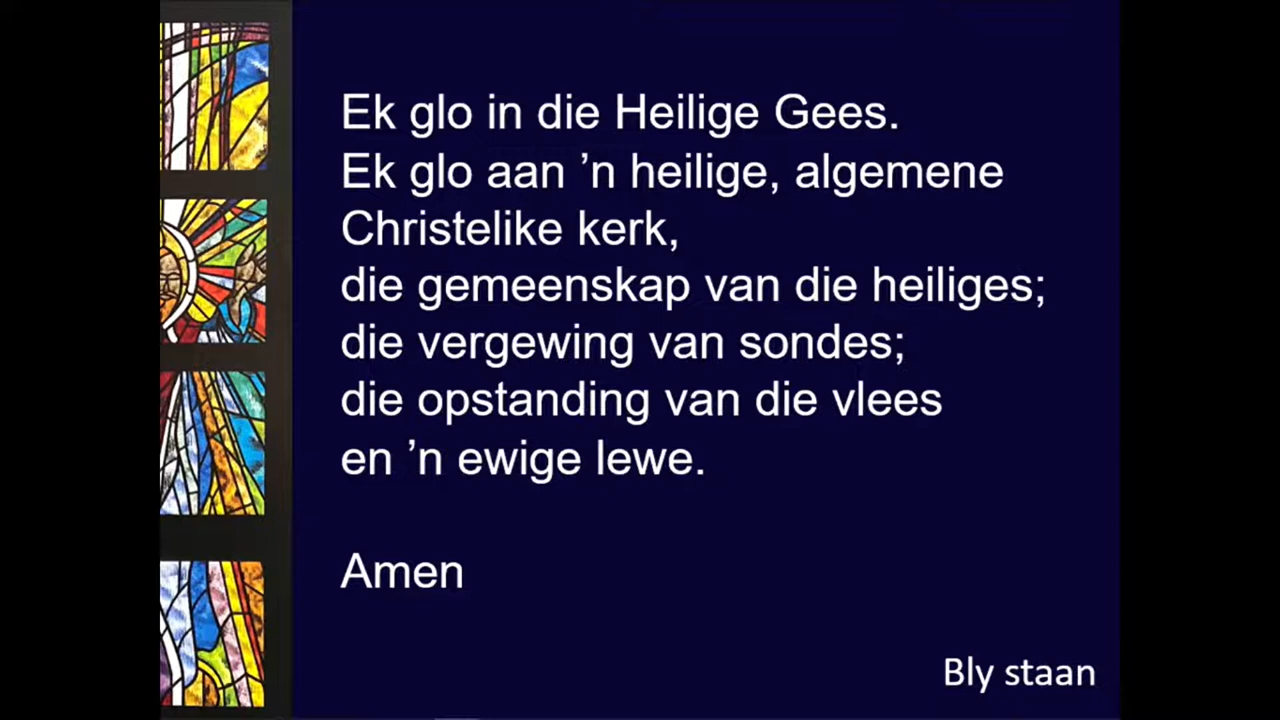 Ek glo in die Heilige Gees.
Ek glo aan ’n heilige, algemene
Christelike kerk,
die gemeenskap van die heiliges;
die vergewing van sondes;
die opstanding van die vlees
en ’n ewige lewe.
Amen
Bly staan